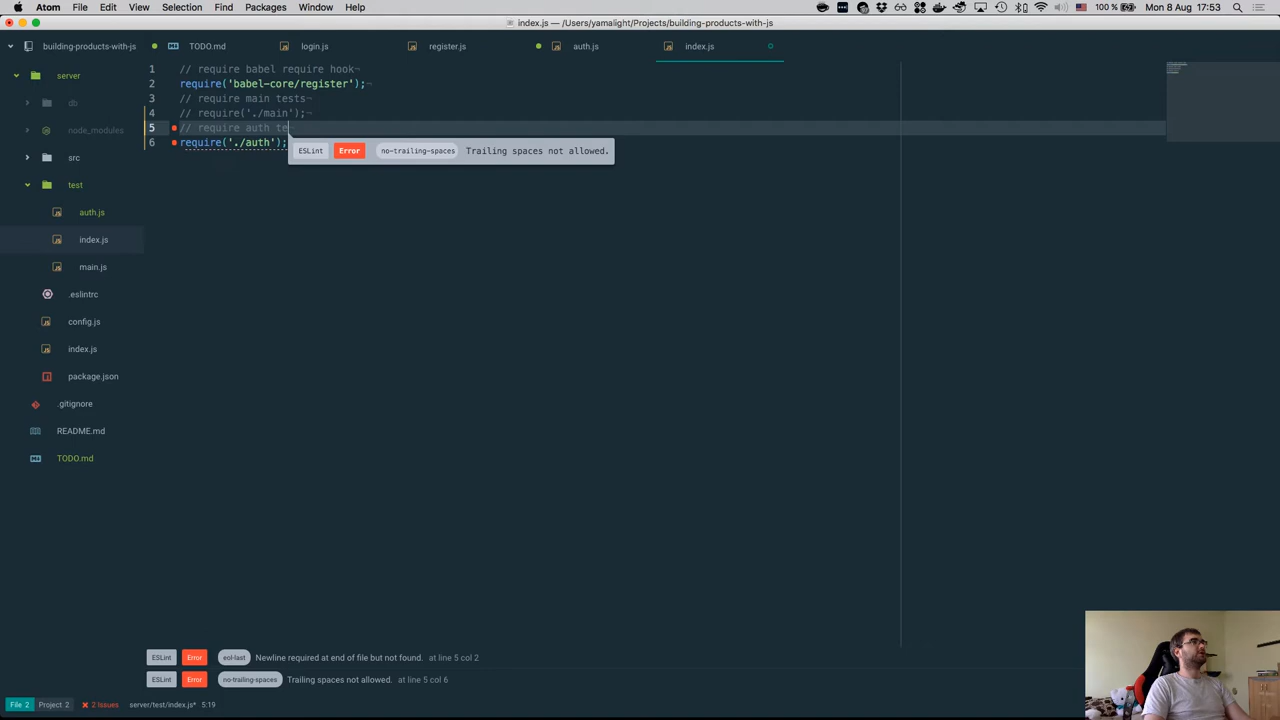 Atom File Edit View Selection Find Packages Window Help 100 % Mon 8 Aug 17:53
index.js — /Users/yamalight/Projects/building-products-with-js
building-products-with-js TODO.md login.js register.js auth.js index.js
server
db
node_modules
src
test
auth.js
index.js
main.js
.eslintrc
config.js
index.js
package.json
.gitignore
README.md
TODO.md
1 // require babel require hook¬
2 require('babel-core/register');¬
3 // require main tests¬
4 // require('./main');¬
5 // require auth te
6 require('./auth');
ESLint Error no-trailing-spaces Trailing spaces not allowed.
ESLint Error eol-last Newline required at end of file but not found. at line 5 col 2
ESLint Error no-trailing-spaces Trailing spaces not allowed. at line 5 col 6
File 2 Project 2 2 Issues server/test/index.js* 5:19